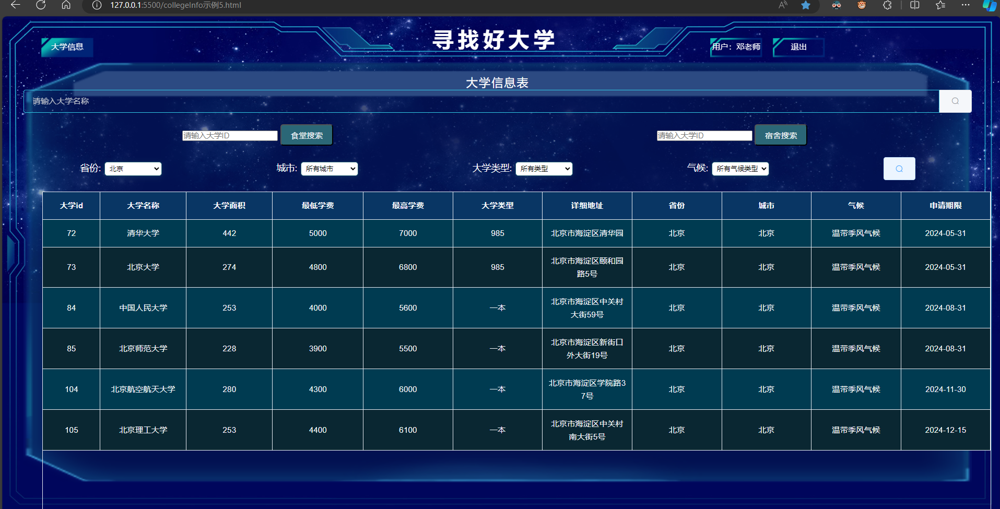 127.0.0.1:5500/collegeInfo示例5.html
大学信息
寻找好大学
用户：邓老师
退出
大学信息表
请输入大学名称
请输入大学ID 食堂搜索 请输入大学ID 宿舍搜索
省份: 北京 城市: 所有城市 大学类型: 所有类型 气候: 所有气候类型
大学id 大学名称 大学面积 最低学费 最高学费 大学类型 详细地址 省份 城市 气候 申请期限
72 清华大学 442 5000 7000 985 北京市海淀区清华园 北京 北京 温带季风气候 2024-05-31
73 北京大学 274 4800 6800 985 北京市海淀区颐和园
路5号 北京 北京 温带季风气候 2024-05-31
84 中国人民大学 253 4000 5600 一本 北京市海淀区中关村
大街59号 北京 北京 温带季风气候 2024-08-31
85 北京师范大学 228 3900 5500 一本 北京市海淀区新街口
外大街19号 北京 北京 温带季风气候 2024-08-31
104 北京航空航天大学 280 4300 6000 一本 北京市海淀区学院路3
7号 北京 北京 温带季风气候 2024-11-30
105 北京理工大学 253 4400 6100 一本 北京市海淀区中关村
南大街5号 北京 北京 温带季风气候 2024-12-15